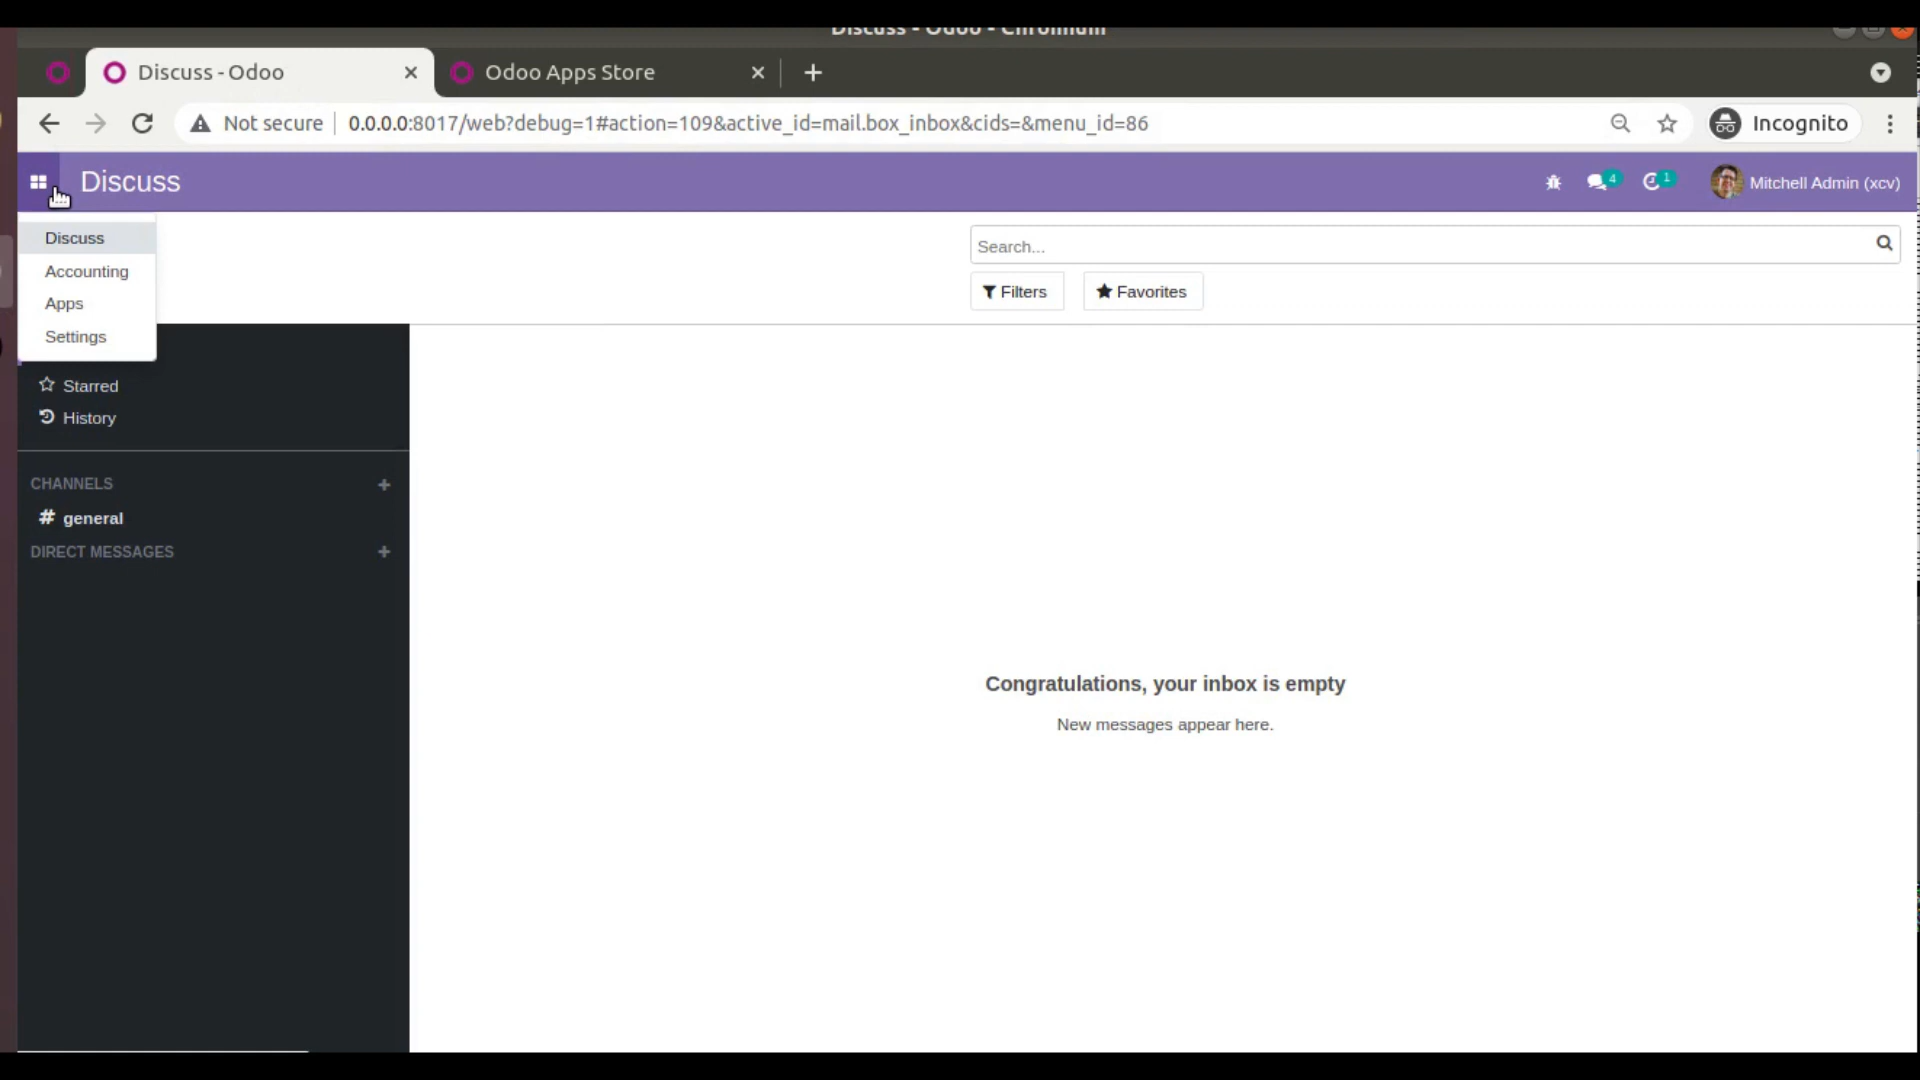 Discuss - Odoo - Chromium
Discuss - Odoo
Odoo Apps Store
Not secure
0.0.0.0:8017/web?debug=1#action=109&active_id=mail.box_inbox&cids=&menu_id=86
Incognito
Discuss
4
1
Mitchell Admin (xcv)
Discuss
Accounting
Apps
Settings
Search...
Filters
Favorites
Starred
History
CHANNELS
# general
DIRECT MESSAGES
Congratulations, your inbox is empty
New messages appear here.